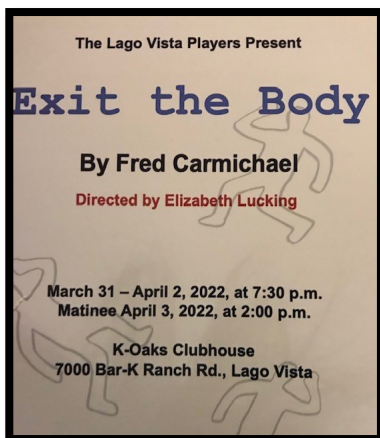 The Lago Vista Players Present
Exit the Body
By Fred Carmichael
Directed by Elizabeth Lucking
March 31 – April 2, 2022, at 7:30 p.m.
Matinee April 3, 2022, at 2:00 p.m.
K-Oaks Clubhouse
7000 Bar-K Ranch Rd., Lago Vista